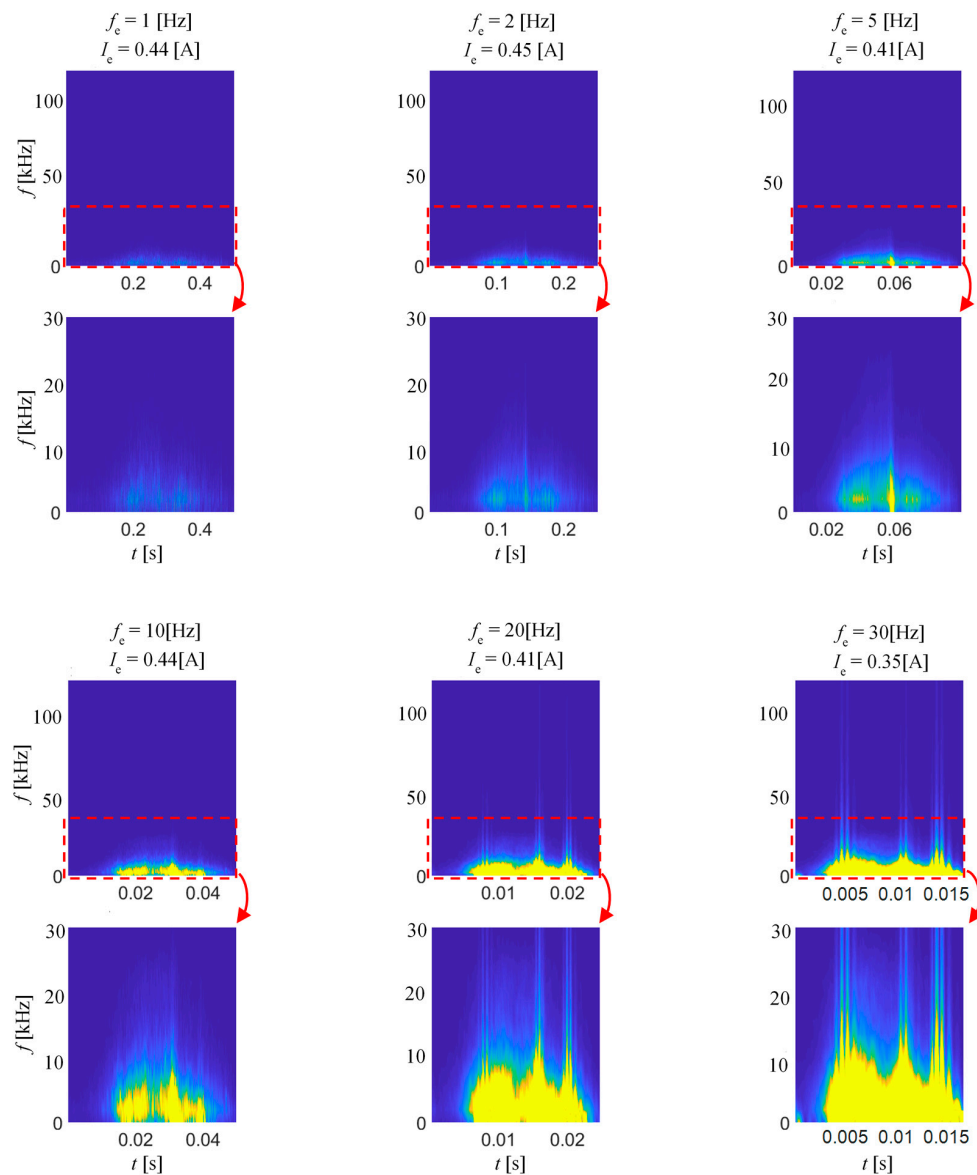 f_e = 1 [Hz]
I_e = 0.44 [A]
f_e = 2 [Hz]
I_e = 0.45 [A]
f_e = 5 [Hz]
I_e = 0.41[A]
f [kHz]
100
50
0
0.2 0.4
100
50
0
0.1 0.2
100
50
0
0.02 0.06
f [kHz]
30
20
10
0
0.2 0.4
t [s]
30
20
10
0
0.1 0.2
t [s]
30
20
10
0
0.02 0.06
t [s]
f_e = 10[Hz]
I_e = 0.44[A]
f_e = 20[Hz]
I_e = 0.41[A]
f_e = 30[Hz]
I_e = 0.35[A]
f [kHz]
100
50
0
0.02 0.04
100
50
0
0.01 0.02
100
50
0
0.005 0.01 0.015
f [kHz]
30
20
10
0
0.02 0.04
t [s]
30
20
10
0
0.01 0.02
t [s]
30
20
10
0
0.005 0.01 0.015
t [s]